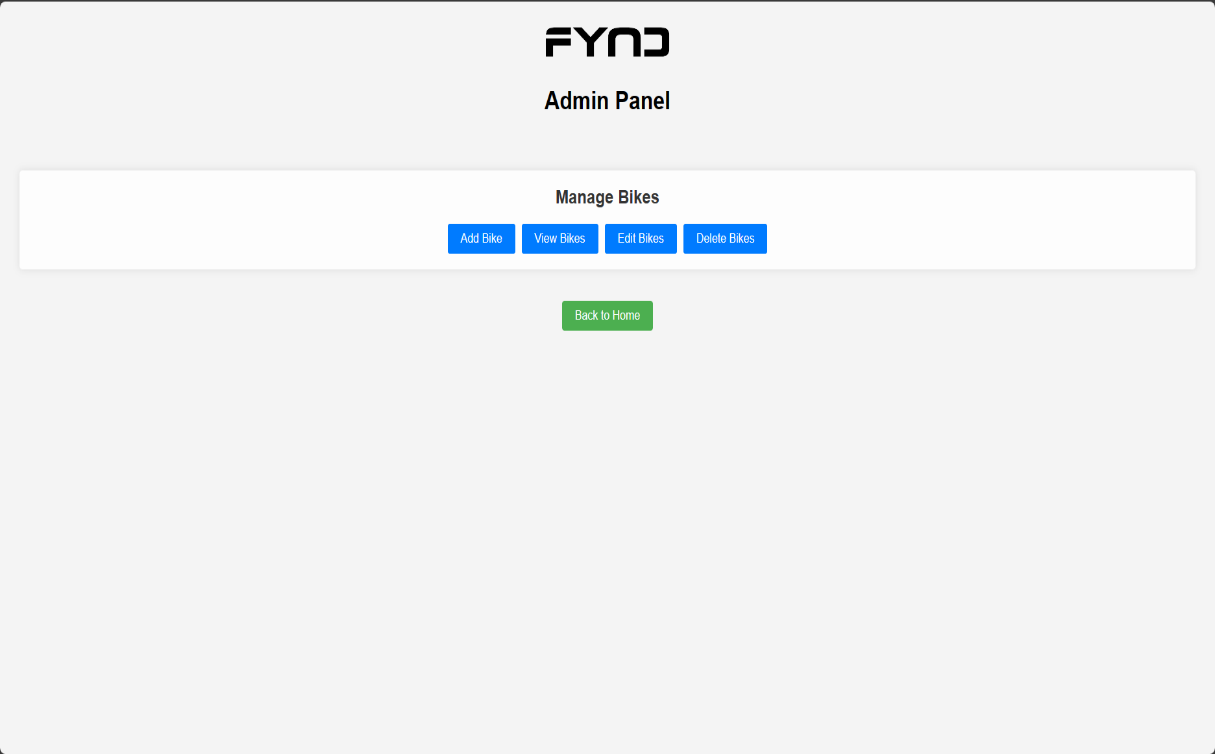 FYND
Admin Panel
Manage Bikes
Add Bike View Bikes Edit Bikes Delete Bikes
Back to Home